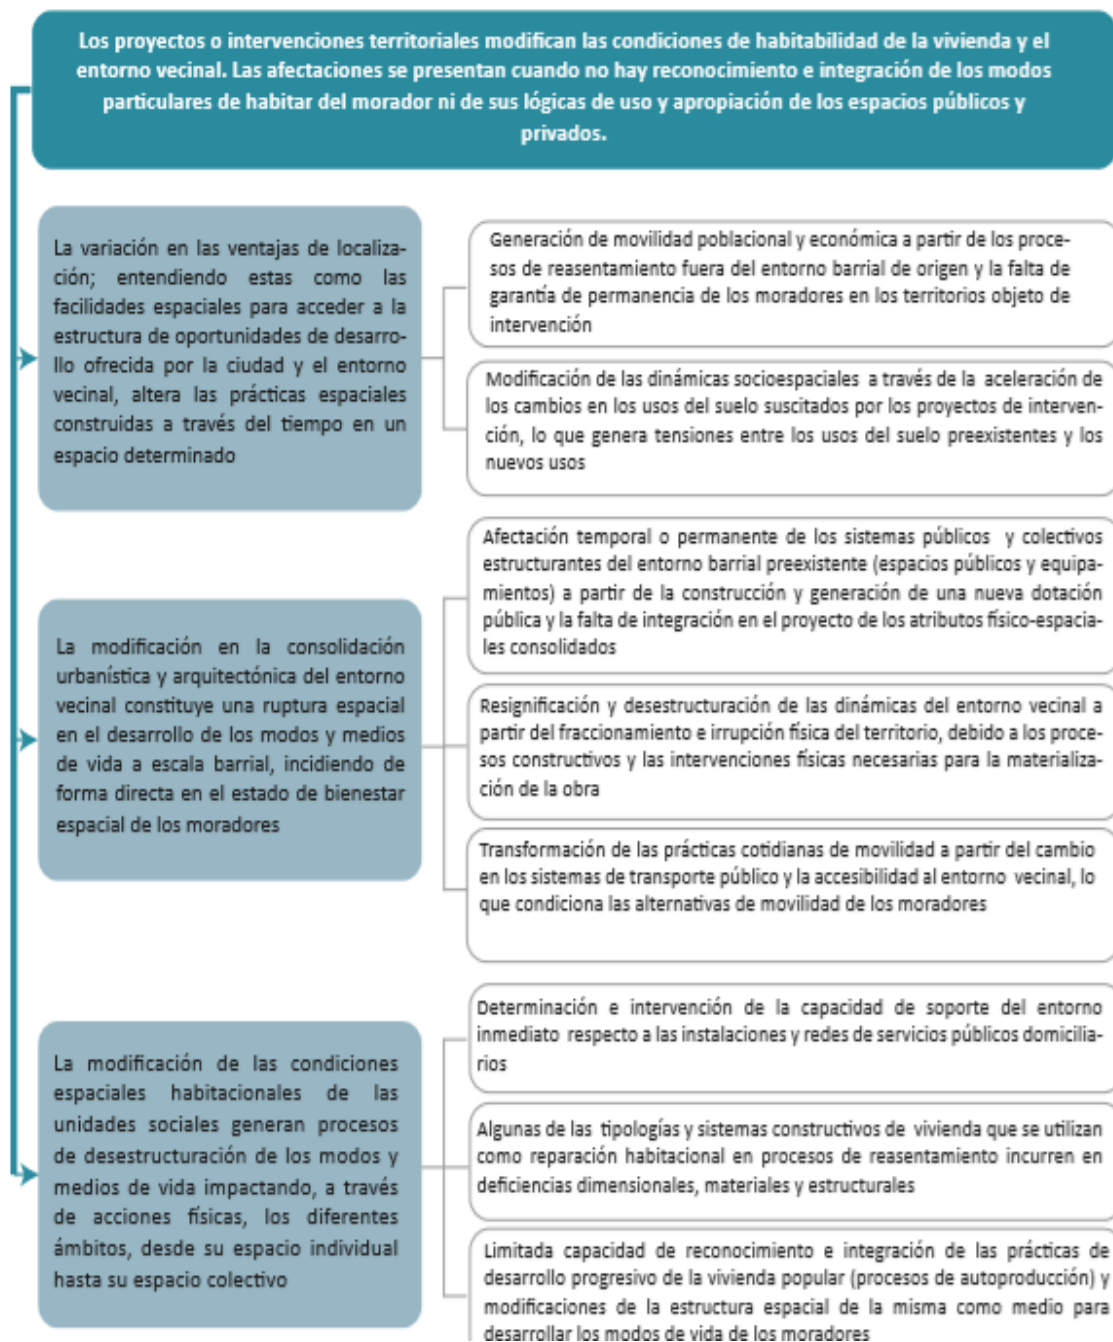 Los proyectos o intervenciones territoriales modifican las condiciones de habitabilidad de la vivienda y el
entorno vecinal. Las afectaciones se presentan cuando no hay reconocimiento e integración de los modos
particulares de habitar del morador ni de sus lógicas de uso y apropiación de los espacios públicos y
privados.
La variación en las ventajas de localiza-
ción; entendiendo estas como las
facilidades espaciales para acceder a la
estructura de oportunidades de desarro-
llo ofrecida por la ciudad y el entorno
vecinal, altera las prácticas espaciales
construidas a través del tiempo en un
espacio determinado
Generación de movilidad poblacional y económica a partir de los proce-
sos de reasentamiento fuera del entorno barrial de origen y la falta de
garantía de permanencia de los moradores en los territorios objeto de
intervención
Modificación de las dinámicas socioespaciales a través de la aceleración de
los cambios en los usos del suelo suscitados por los proyectos de interven-
ción, lo que genera tensiones entre los usos del suelo preexistentes y los
nuevos usos
La modificación en la consolidación
urbanística y arquitectónica del entorno
vecinal constituye una ruptura espacial
en el desarrollo de los modos y medios
de vida a escala barrial, incidiendo de
forma directa en el estado de bienestar
espacial de los moradores
Afectación temporal o permanente de los sistemas públicos y colectivos
estructurantes del entorno barrial preexistente (espacios públicos y equipa-
mientos) a partir de la construcción y generación de una nueva dotación
pública y la falta de integración en el proyecto de los atributos físico-espacia-
les consolidados
Resignificación y desestructuración de las dinámicas del entorno vecinal a
partir del fraccionamiento e irrupción física del territorio, debido a los proce-
sos constructivos y las intervenciones físicas necesarias para la materializa-
ción de la obra
Transformación de las prácticas cotidianas de movilidad a partir del cambio
en los sistemas de transporte público y la accesibilidad al entorno vecinal, lo
que condiciona las alternativas de movilidad de los moradores
La modificación de las condiciones
espaciales habitacionales de las
unidades sociales generan procesos
de desestructuración de los modos y
medios de vida impactando, a través
de acciones físicas, los diferentes
ámbitos, desde su espacio individual
hasta su espacio colectivo
Determinación e intervención de la capacidad de soporte del entorno
inmediato respecto a las instalaciones y redes de servicios públicos domicilia-
rios
Algunas de las tipologías y sistemas constructivos de vivienda que se utilizan
como reparación habitacional en procesos de reasentamiento incurren en
deficiencias dimensionales, materiales y estructurales
Limitada capacidad de reconocimiento e integración de las prácticas de
desarrollo progresivo de la vivienda popular (procesos de autoproducción) y
modificaciones de la estructura espacial de la misma como medio para
desarrollar los modos de vida de los moradores